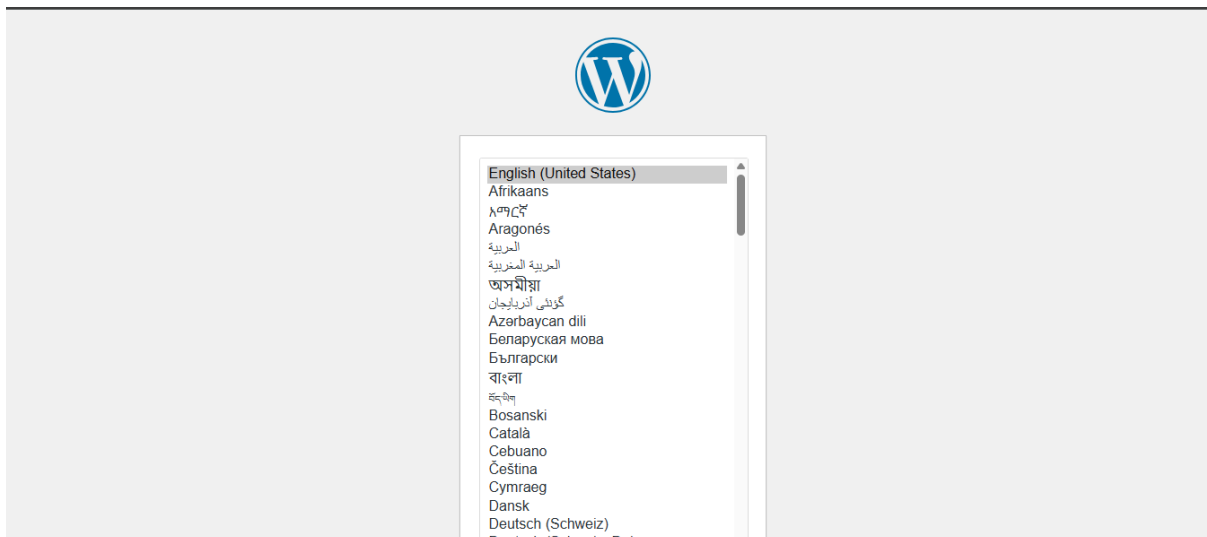 English (United States)
Afrikaans
አማርኛ
Aragonés
العربية
العربية المغربية
অসমীয়া
گؤنئی آذربایجان
Azərbaycan dili
Беларуская мова
Български
বাংলা
བོད་ཡིག
Bosanski
Català
Cebuano
Čeština
Cymraeg
Dansk
Deutsch (Schweiz)